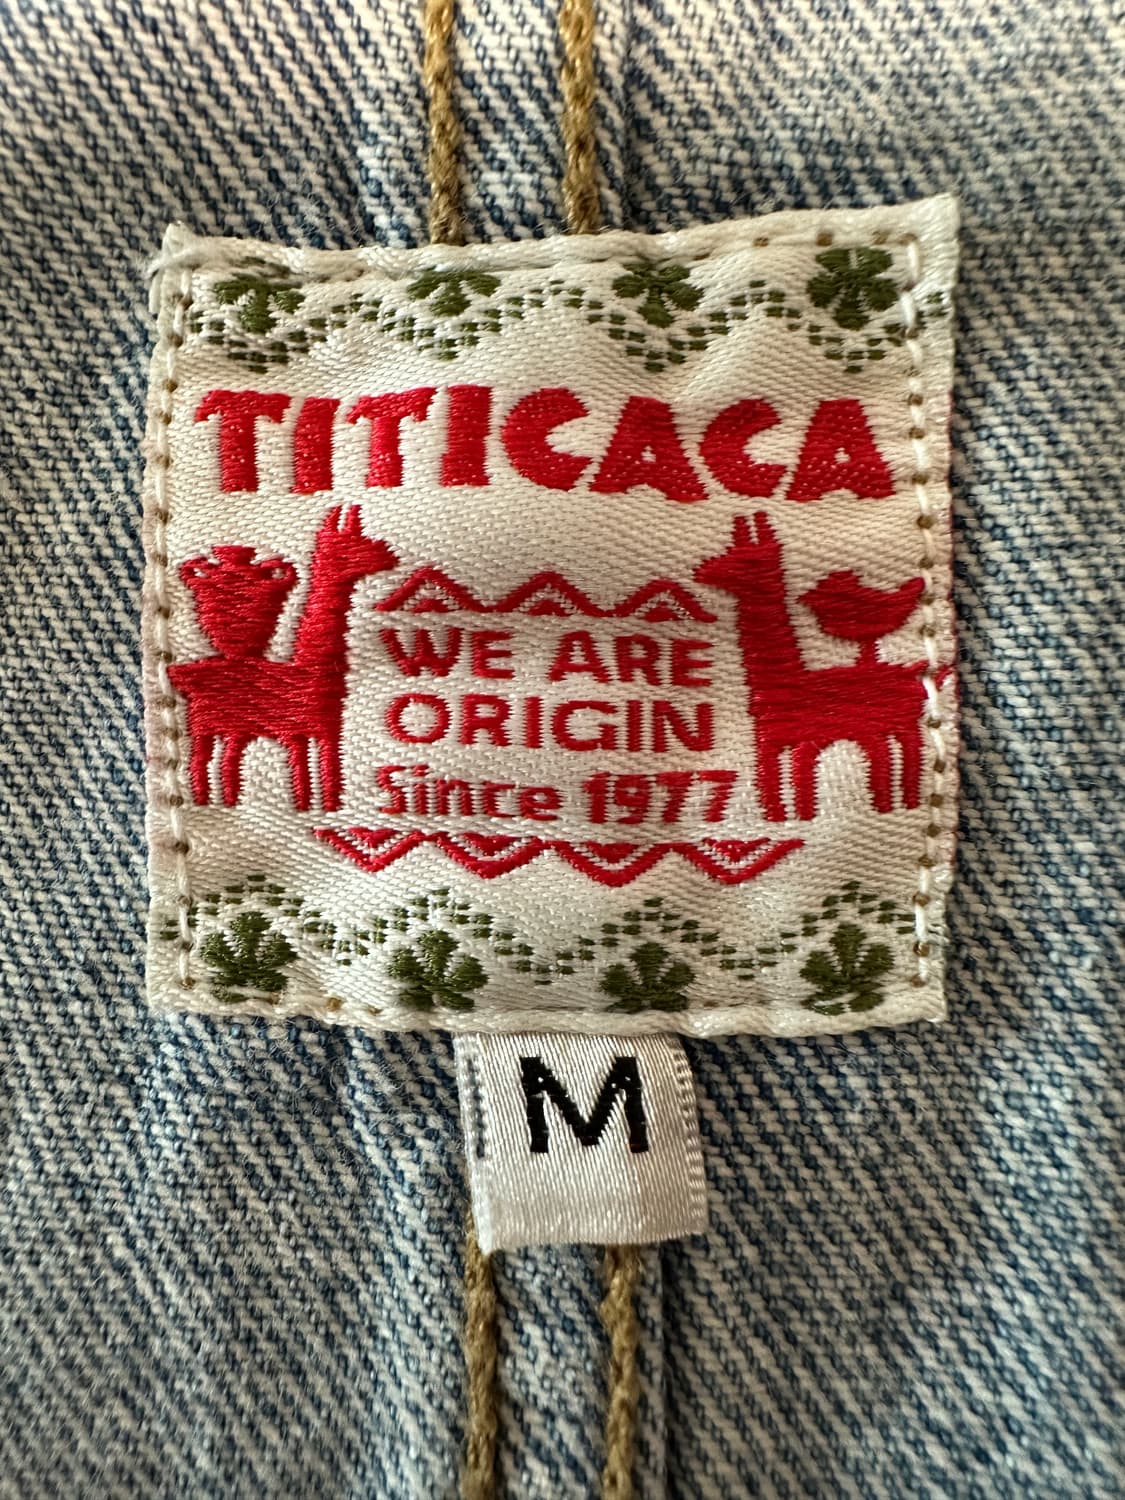 TITICACA
WE ARE
ORIGIN
Since 1977
M